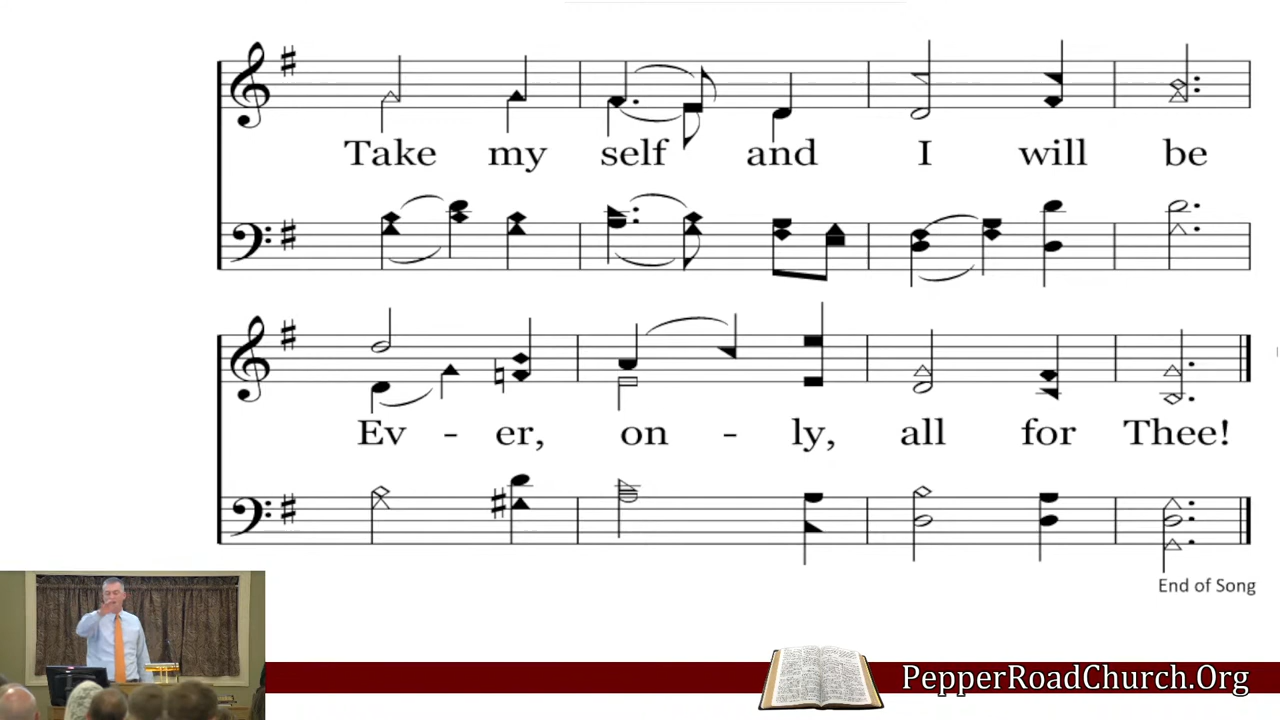 Take my self and I will be
Ev - er, on - ly, all for Thee!
End of Song
PepperRoadChurch.Org